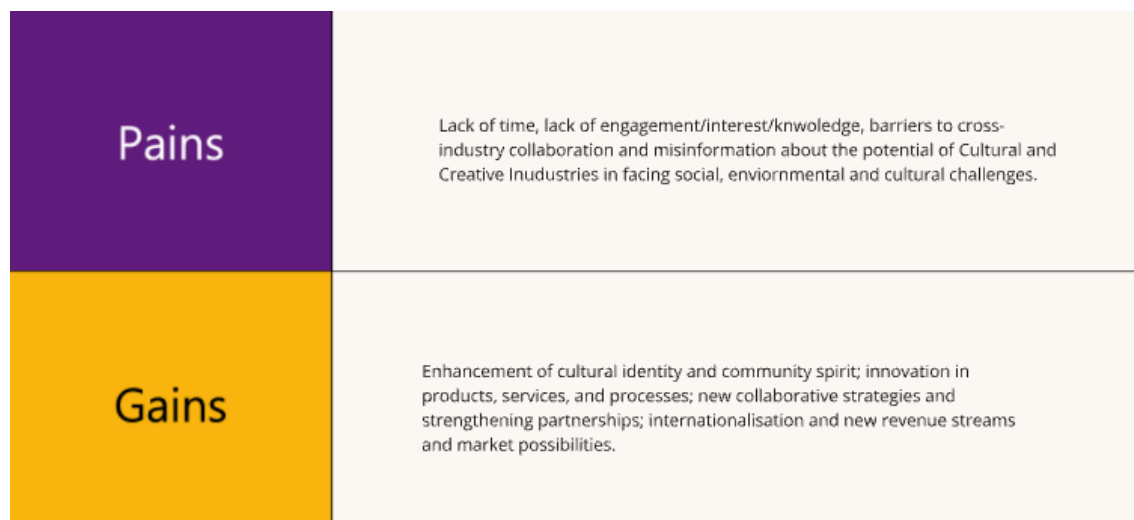 Pains
Lack of time, lack of engagement/interest/knwoledge, barriers to cross-
industry collaboration and misinformation about the potential of Cultural and
Creative Inudustries in facing social, enviornmental and cultural challenges.
Gains
Enhancement of cultural identity and community spirit; innovation in
products, services, and processes; new collaborative strategies and
strengthening partnerships; internationalisation and new revenue streams
and market possibilities.